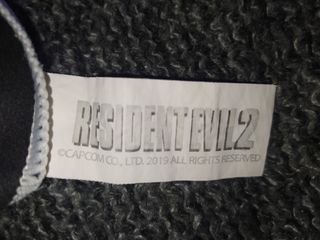 RESIDENT EVIL 2
©CAPCOM CO., LTD. 2019 ALL RIGHTS RESERVED